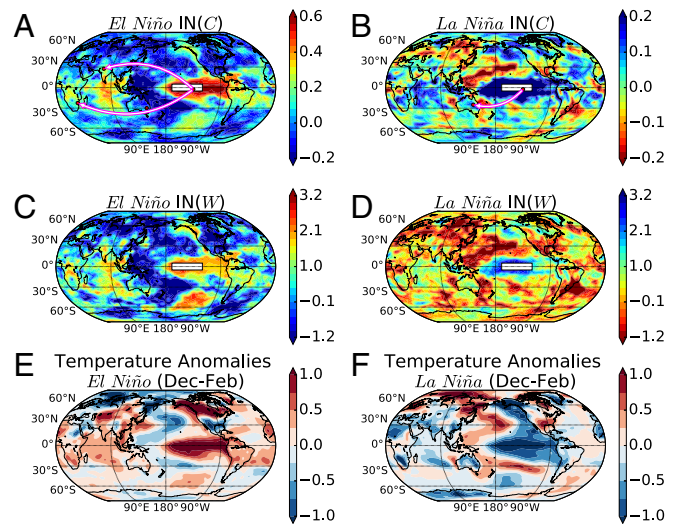 A El Niño IN(C)
60°N
30°N
0°
30°S
60°S
90°E 180° 90°W
0.6
0.4
0.2
0.0
−0.2
B La Niña IN(C)
60°N
30°N
0°
30°S
60°S
90°E 180° 90°W
0.2
0.1
0.0
−0.1
−0.2
C El Niño IN(W)
60°N
30°N
0°
30°S
60°S
90°E 180° 90°W
3.2
2.1
1.0
−0.1
−1.2
D La Niña IN(W)
60°N
30°N
0°
30°S
60°S
90°E 180° 90°W
3.2
2.1
1.0
−0.1
−1.2
E Temperature Anomalies
El Niño (Dec-Feb)
60°N
30°N
0°
30°S
60°S
90°E 180° 90°W
1.0
0.5
0.0
−0.5
−1.0
F Temperature Anomalies
La Niña (Dec-Feb)
60°N
30°N
0°
30°S
60°S
90°E 180° 90°W
1.0
0.5
0.0
−0.5
−1.0